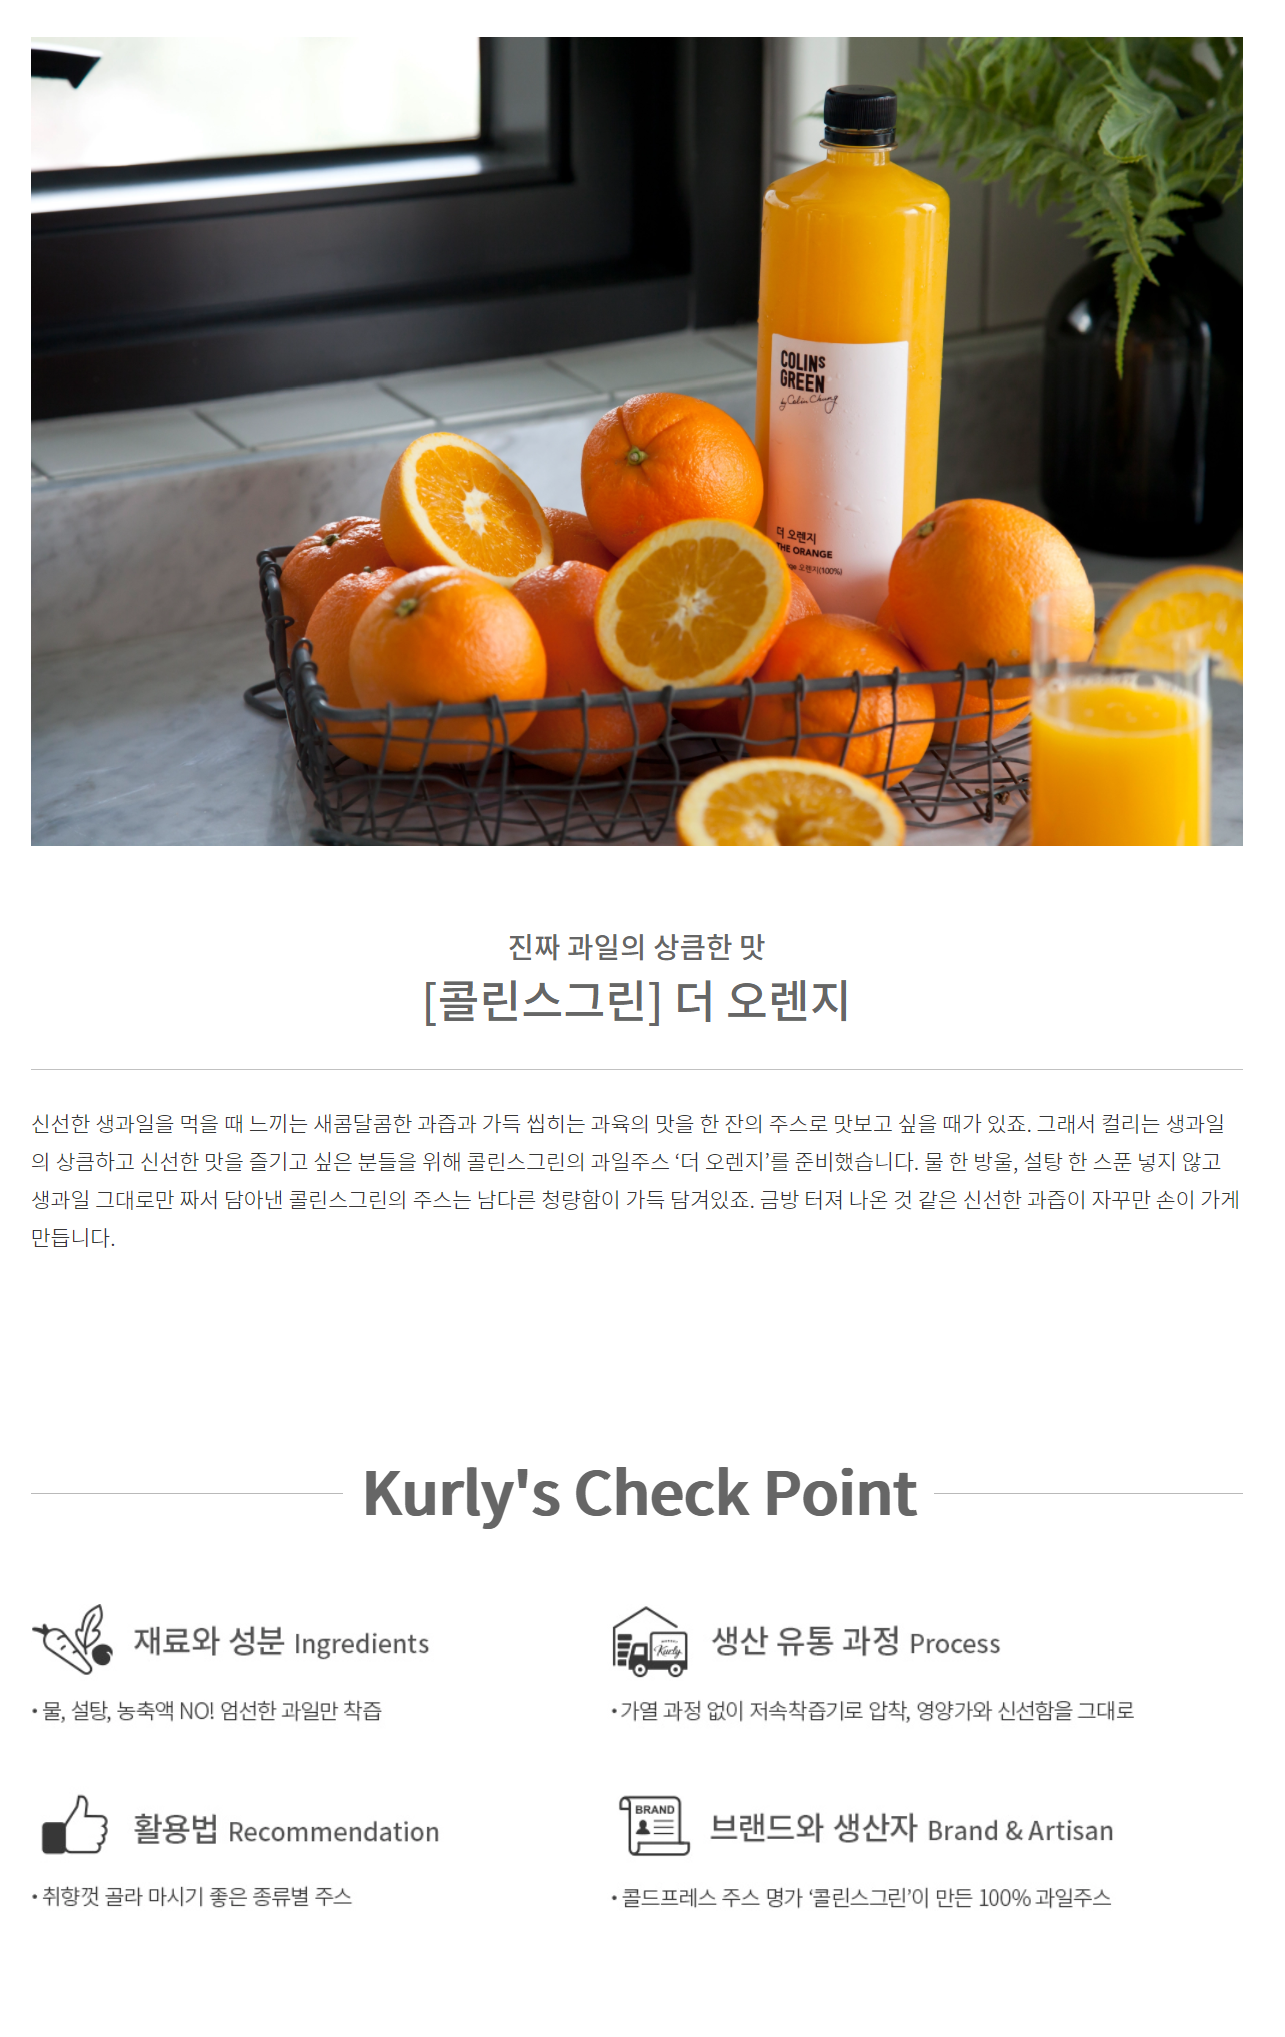 COLINS
GREEN
by Colin Chung
더 오렌지
THE ORANGE
오렌지(100%)
진짜 과일의 상큼한 맛
[콜린스그린] 더 오렌지
신선한 생과일을 먹을 때 느끼는 새콤달콤한 과즙과 가득 씹히는 과육의 맛을 한 잔의 주스로 맛보고 싶을 때가 있죠. 그래서 컬리는 생과일
의 상큼하고 신선한 맛을 즐기고 싶은 분들을 위해 콜린스그린의 과일주스 ‘더 오렌지’를 준비했습니다. 물 한 방울, 설탕 한 스푼 넣지 않고
생과일 그대로만 짜서 담아낸 콜린스그린의 주스는 남다른 청량함이 가득 담겨있죠. 금방 터져 나온 것 같은 신선한 과즙이 자꾸만 손이 가게
만듭니다.
Kurly's Check Point
재료와 성분 Ingredients
• 물, 설탕, 농축액 NO! 엄선한 과일만 착즙
Kurly
생산 유통 과정 Process
• 가열 과정 없이 저속착즙기로 압착, 영양가와 신선함을 그대로
활용법 Recommendation
• 취향껏 골라 마시기 좋은 종류별 주스
BRAND
브랜드와 생산자 Brand & Artisan
• 콜드프레스 주스 명가 ‘콜린스그린’이 만든 100% 과일주스